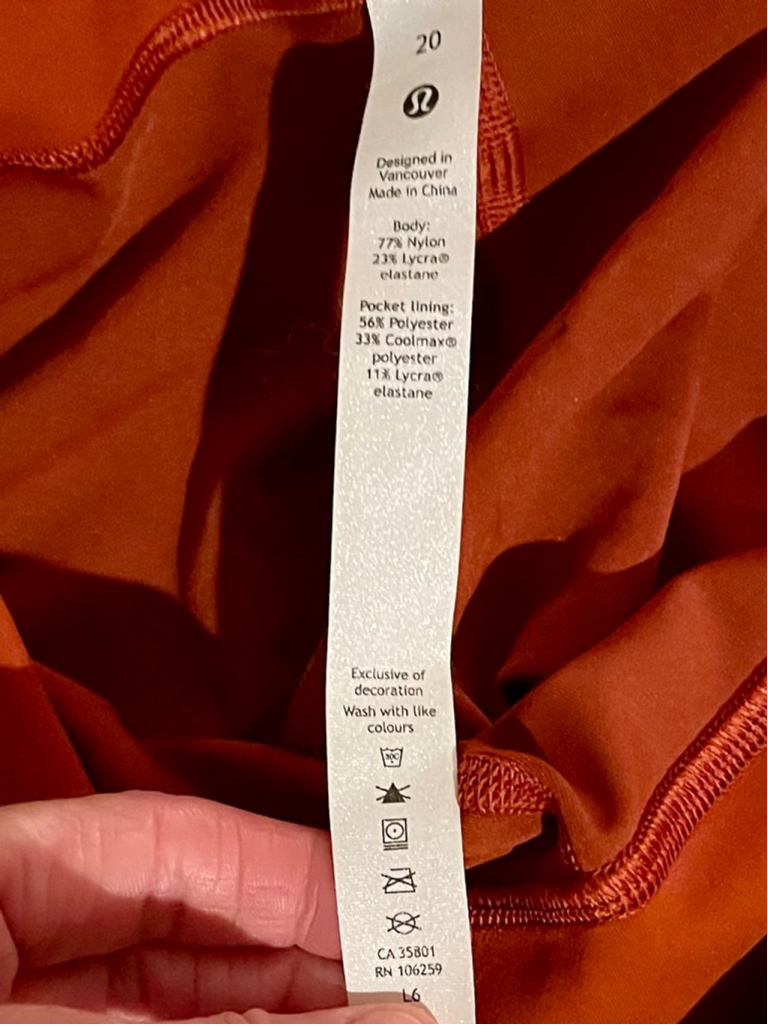 20
Designed in
Vancouver
Made in China
Body:
77% Nylon
23% Lycra®
elastane
Pocket lining:
56% Polyester
33% Coolmax®
polyester
11% Lycra®
elastane
Exclusive of
decoration
Wash with like
colours
30C
CA 35801
RN 106259
L6